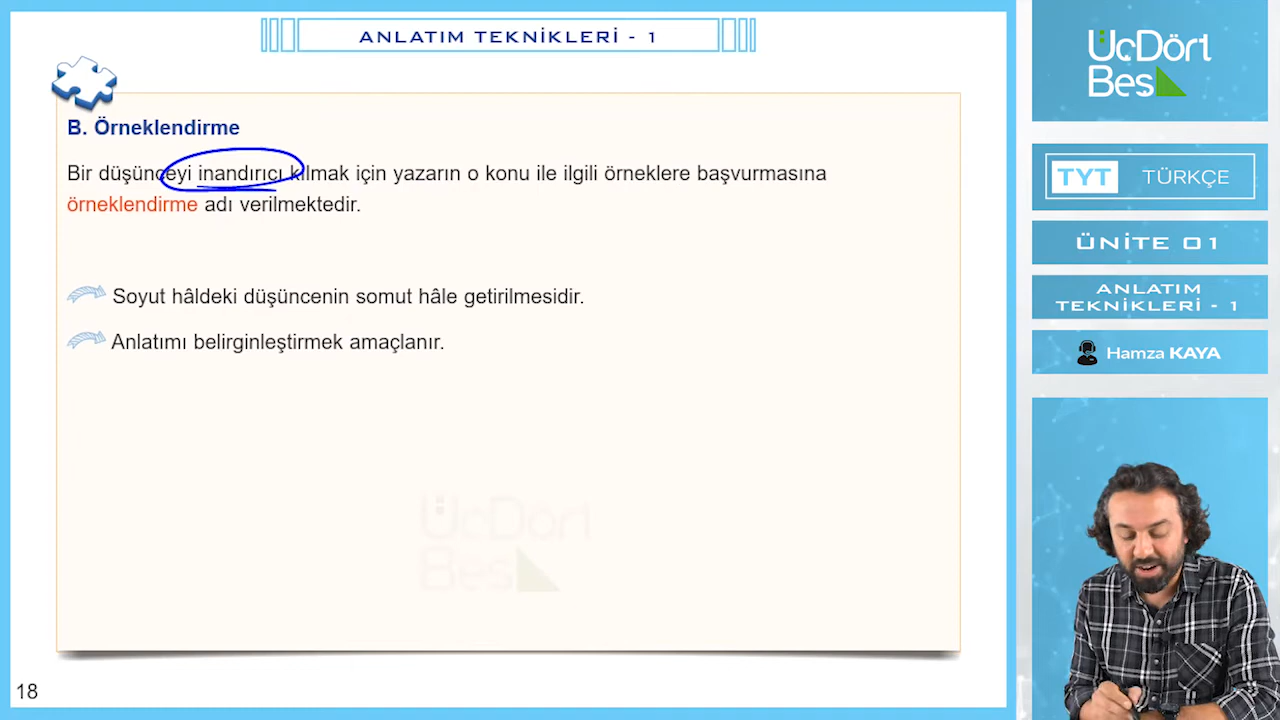 ANLATIM TEKNİKLERİ - 1
B. Örneklendirme
Bir düşünceyi inandırıcı kılmak için yazarın o konu ile ilgili örneklere başvurmasına
örneklendirme adı verilmektedir.
Soyut hâldeki düşüncenin somut hâle getirilmesidir.
Anlatımı belirginleştirmek amaçlanır.
ÜçDört
Beş
18
ÜçDört
Beş
TYT TÜRKÇE
ÜNİTE 01
ANLATIM
TEKNİKLERİ - 1
Hamza KAYA